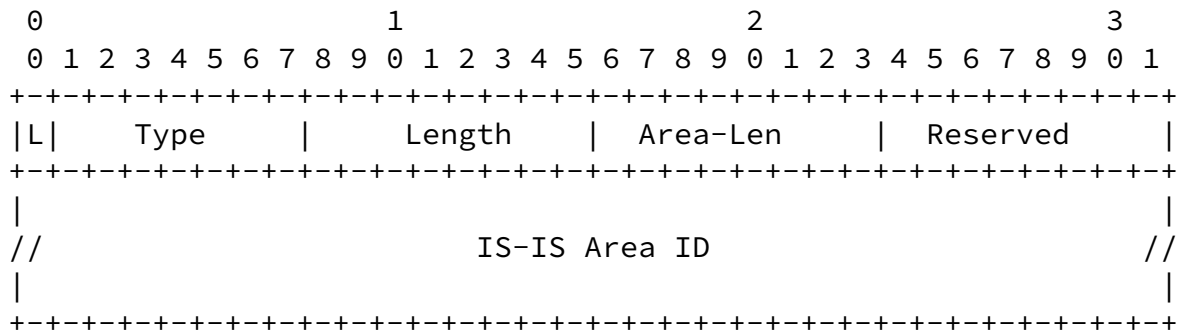 0                   1                   2                   3
 0 1 2 3 4 5 6 7 8 9 0 1 2 3 4 5 6 7 8 9 0 1 2 3 4 5 6 7 8 9 0 1
+-+-+-+-+-+-+-+-+-+-+-+-+-+-+-+-+-+-+-+-+-+-+-+-+-+-+-+-+-+-+-+-+
|L|    Type     |     Length    |  Area-Len     |  Reserved     |
+-+-+-+-+-+-+-+-+-+-+-+-+-+-+-+-+-+-+-+-+-+-+-+-+-+-+-+-+-+-+-+-+
|                                                               |
//                        IS-IS Area ID                        //
|                                                               |
+-+-+-+-+-+-+-+-+-+-+-+-+-+-+-+-+-+-+-+-+-+-+-+-+-+-+-+-+-+-+-+-+